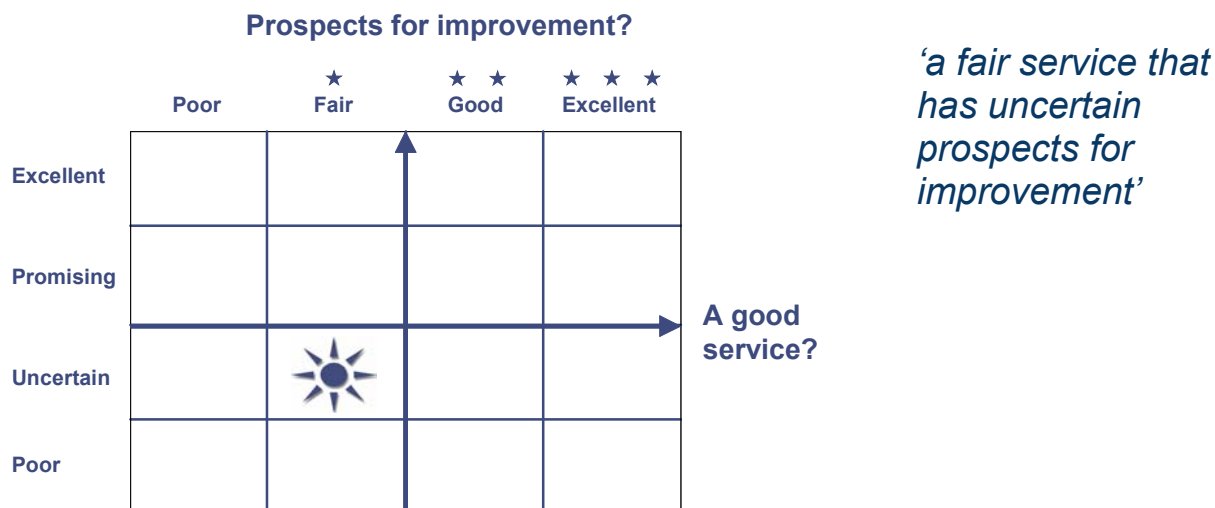 Prospects for improvement?
★ ★ ★ ★ ★ ★
Poor Fair Good Excellent
Excellent
Promising
Uncertain
Poor
A good
service?
‘a fair service that
has uncertain
prospects for
improvement’